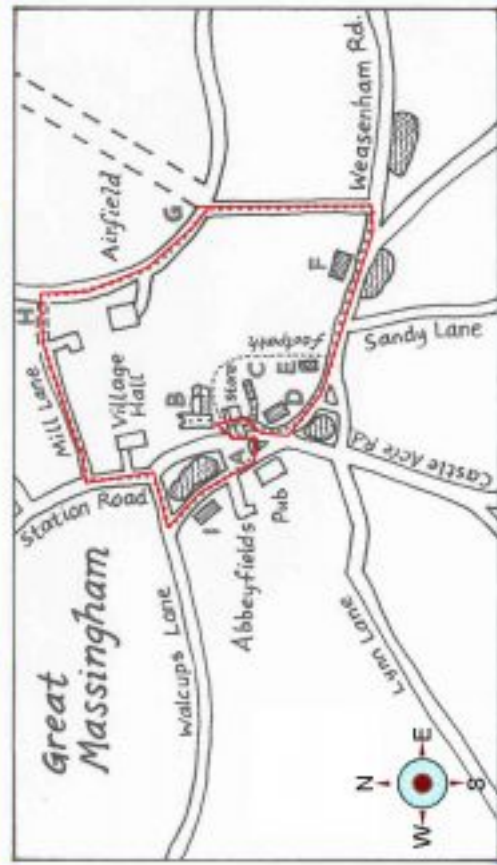 Great
Massingham
Station Road
Mill Lane
H
Airfield
G
Village
Hall
Walcups Lane
I
Abbeyfields
Pub
A
B
Store
C
D
E
Footpath
F
Weasenham Rd.
Sandy Lane
Castle Acre Rd
Lynn Lane
N
W
E
S